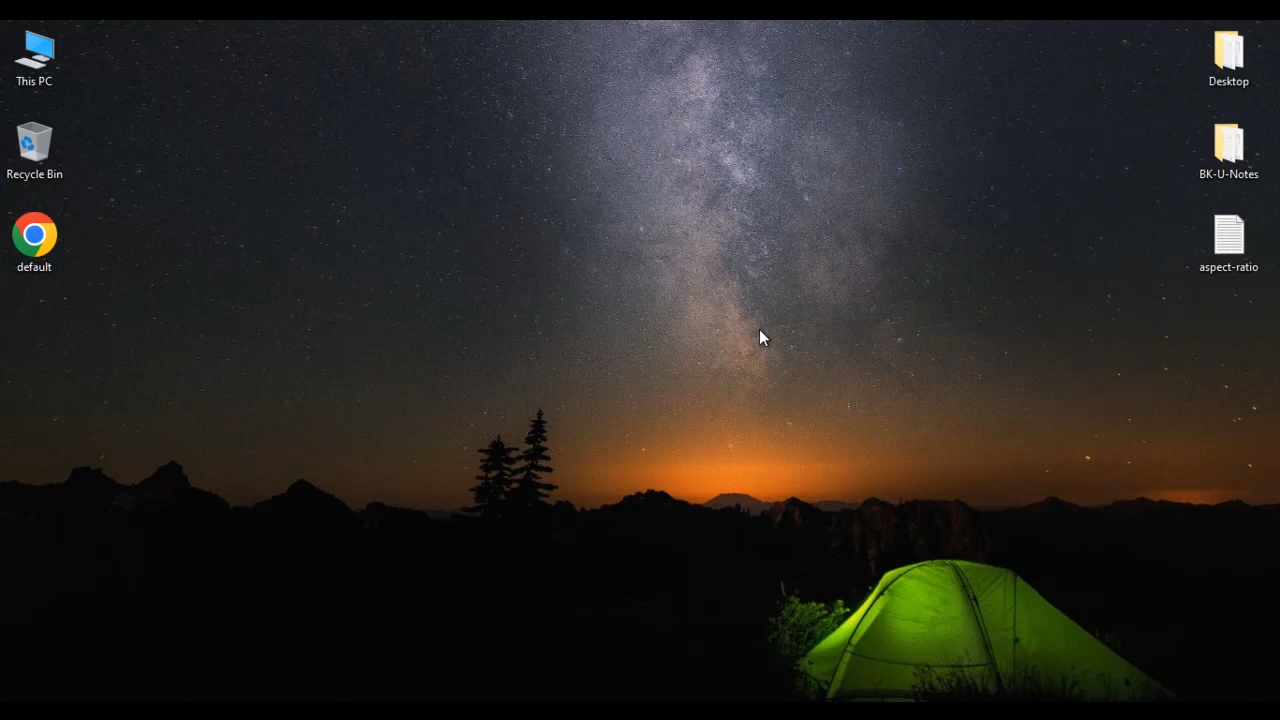 This PC
Desktop
Recycle Bin
BK-U-Notes
default
aspect-ratio